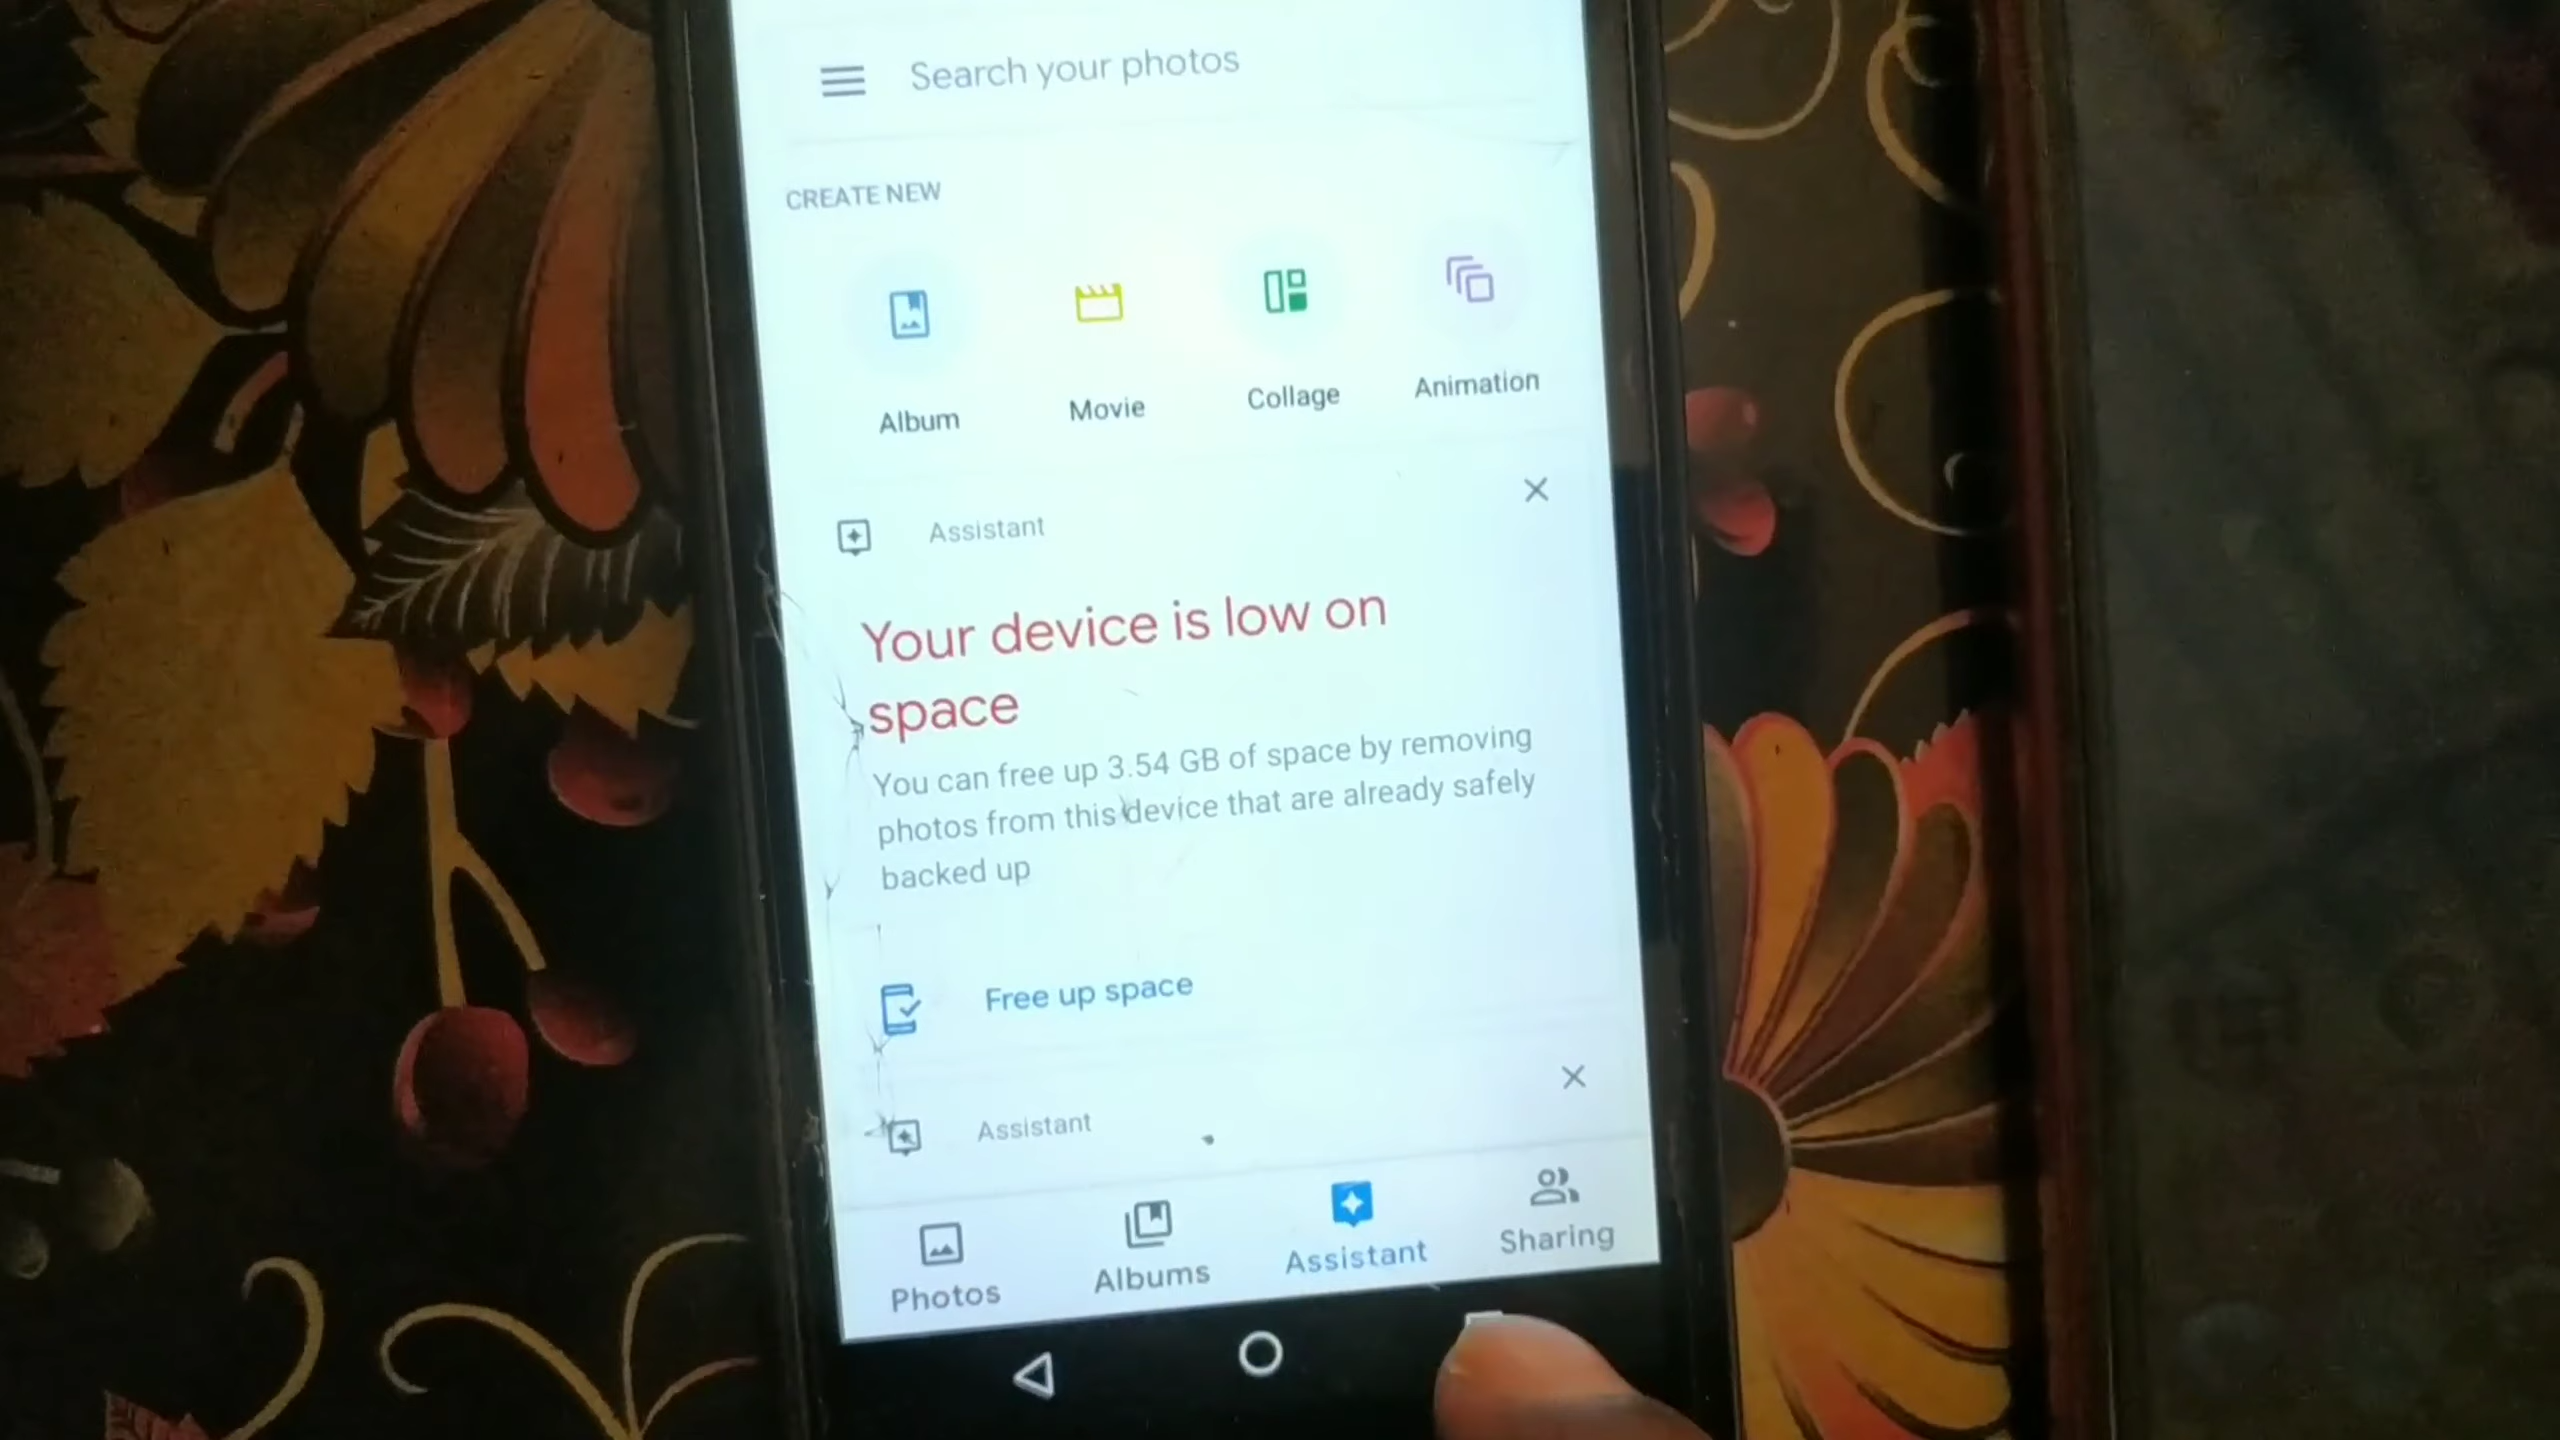 Search your photos
CREATE NEW
Album
Movie
Collage
Animation
Assistant
Your device is low on
space
You can free up 3.54 GB of space by removing
photos from this device that are already safely
backed up
Free up space
Assistant
Photos
Albums
Assistant
Sharing